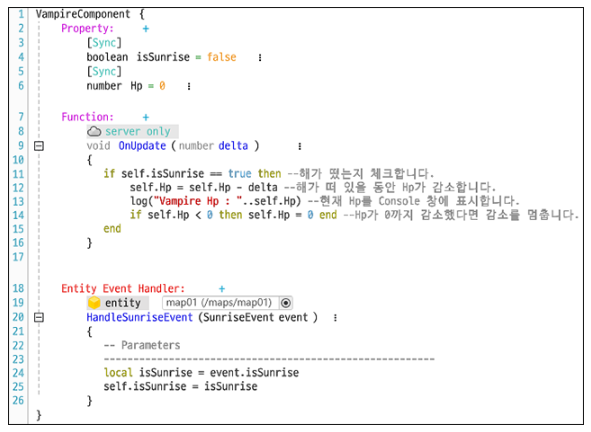 1 VampireComponent {
2 Property: +
3 [Sync]
4 boolean isSunrise = false
5 [Sync]
6 number Hp = 0
7 Function: +
8 server only
9 void OnUpdate ( number delta )
10 {
11 if self.isSunrise == true then --해가 떴는지 체크합니다.
12 self.Hp = self.Hp - delta --해가 떠 있을 동안 Hp가 감소합니다.
13 log("Vampire Hp : "..self.Hp) --현재 Hp를 Console 창에 표시합니다.
14 if self.Hp < 0 then self.Hp = 0 end --Hp가 0까지 감소했다면 감소를 멈춥니다.
15 end
16 }
17
18 Entity Event Handler: +
19 entity map01 (/maps/map01)
20 HandleSunriseEvent (SunriseEvent event )
21 {
22 -- Parameters
23 --------------------------------------------------------
24 local isSunrise = event.isSunrise
25 self.isSunrise = isSunrise
26 }
}